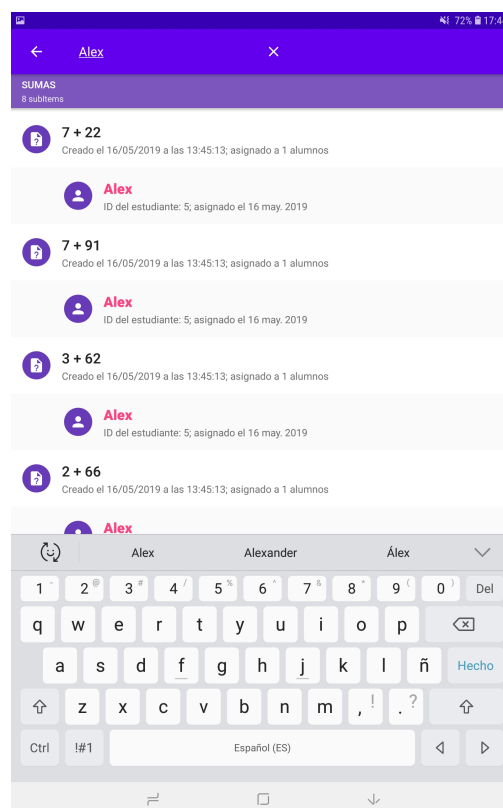 72% 17:4
Alex
SUMAS
8 subItems
7 + 22
Creado el 16/05/2019 a las 13:45:13; asignado a 1 alumnos
Alex
ID del estudiante: 5; asignado el 16 may. 2019
7 + 91
Creado el 16/05/2019 a las 13:45:13; asignado a 1 alumnos
Alex
ID del estudiante: 5; asignado el 16 may. 2019
3 + 62
Creado el 16/05/2019 a las 13:45:13; asignado a 1 alumnos
Alex
ID del estudiante: 5; asignado el 16 may. 2019
2 + 66
Creado el 16/05/2019 a las 13:45:13; asignado a 1 alumnos
Alex
Alex Alexander Álex
1 - 2 @ 3 # 4 / 5 % 6 ^ 7 & 8 * 9 ( 0 ) Del
q w e r t y u i o p
a s d f g h j k l ñ Hecho
z x c v b n m , ! . ?
Ctrl !#1 Español (ES)